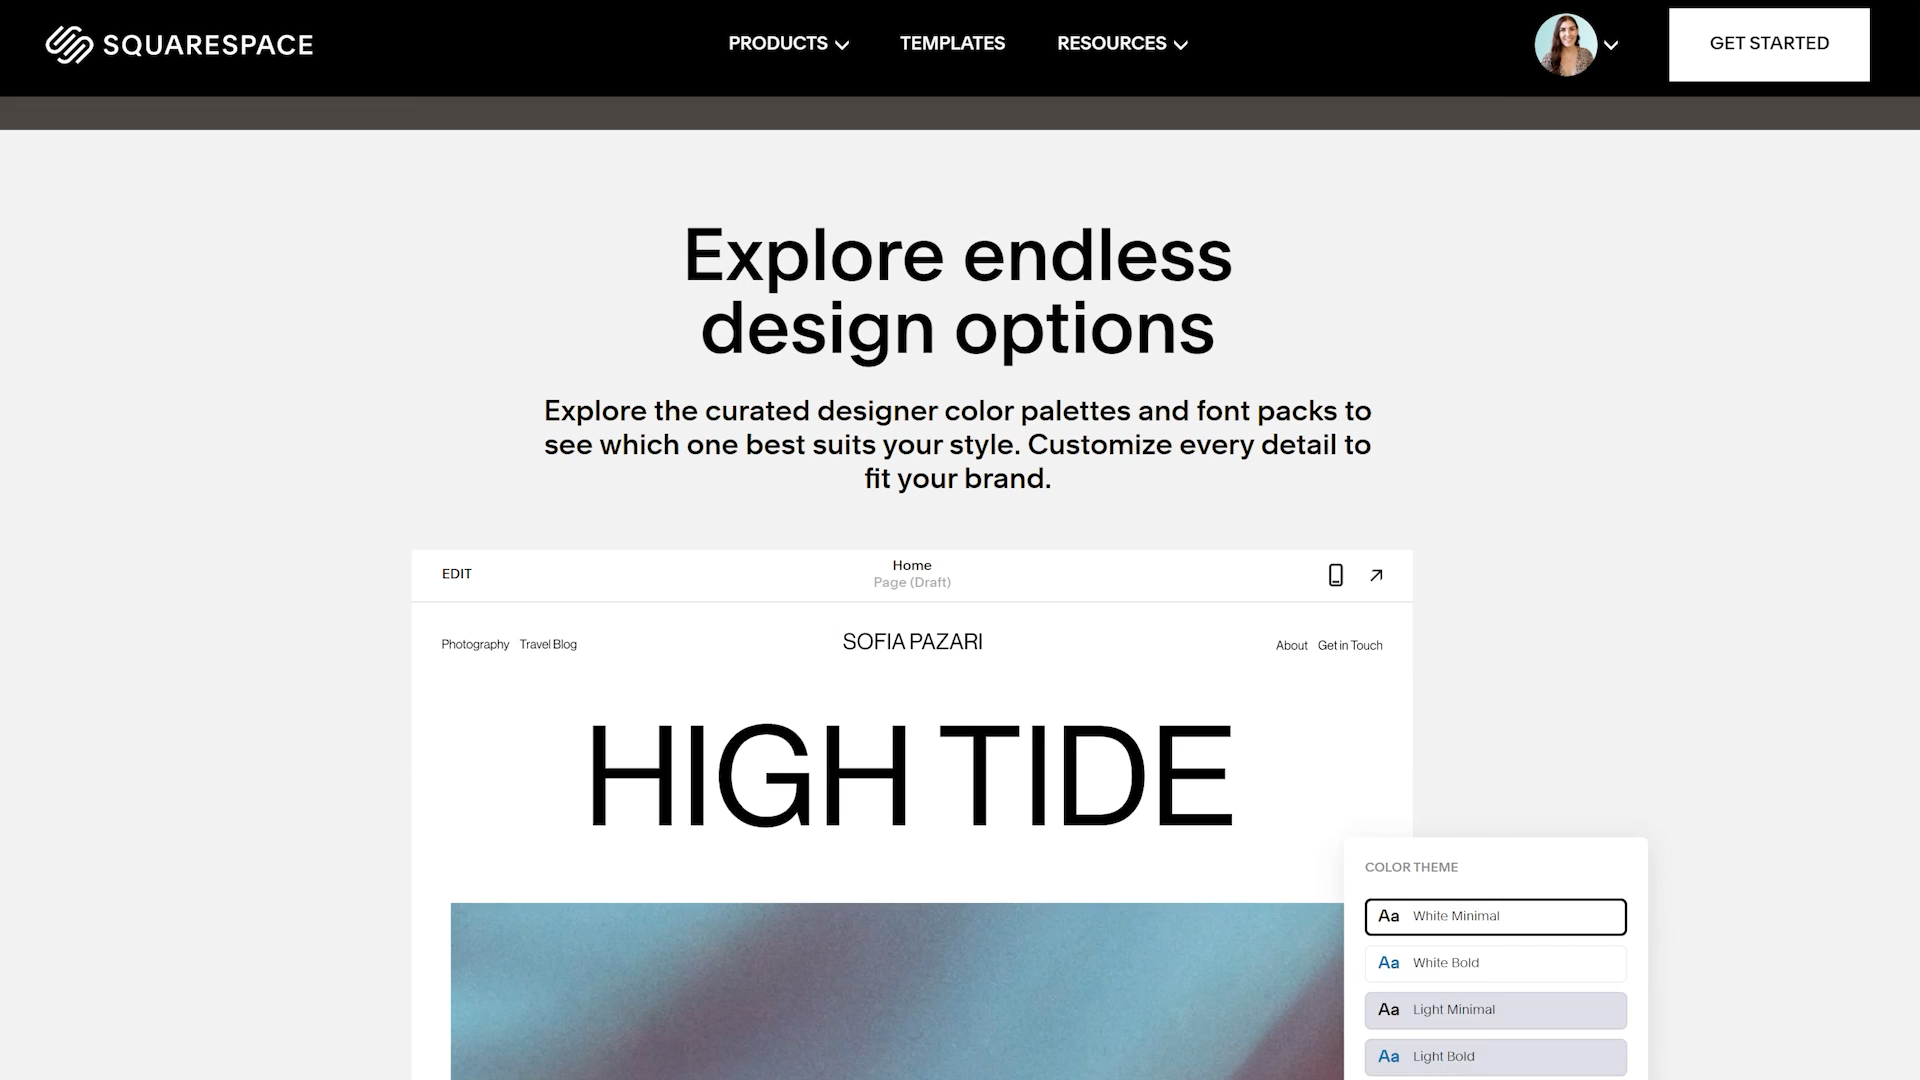 SQUARESPACE
PRODUCTS
TEMPLATES
RESOURCES
GET STARTED
Explore endless
design options
Explore the curated designer color palettes and font packs to
see which one best suits your style. Customize every detail to
fit your brand.
EDIT
Home
Page (Draft)
Photography
Travel Blog
SOFIA PAZARI
About
Get in Touch
HIGH TIDE
COLOR THEME
Aa White Minimal
Aa White Bold
Aa Light Minimal
Aa Light Bold